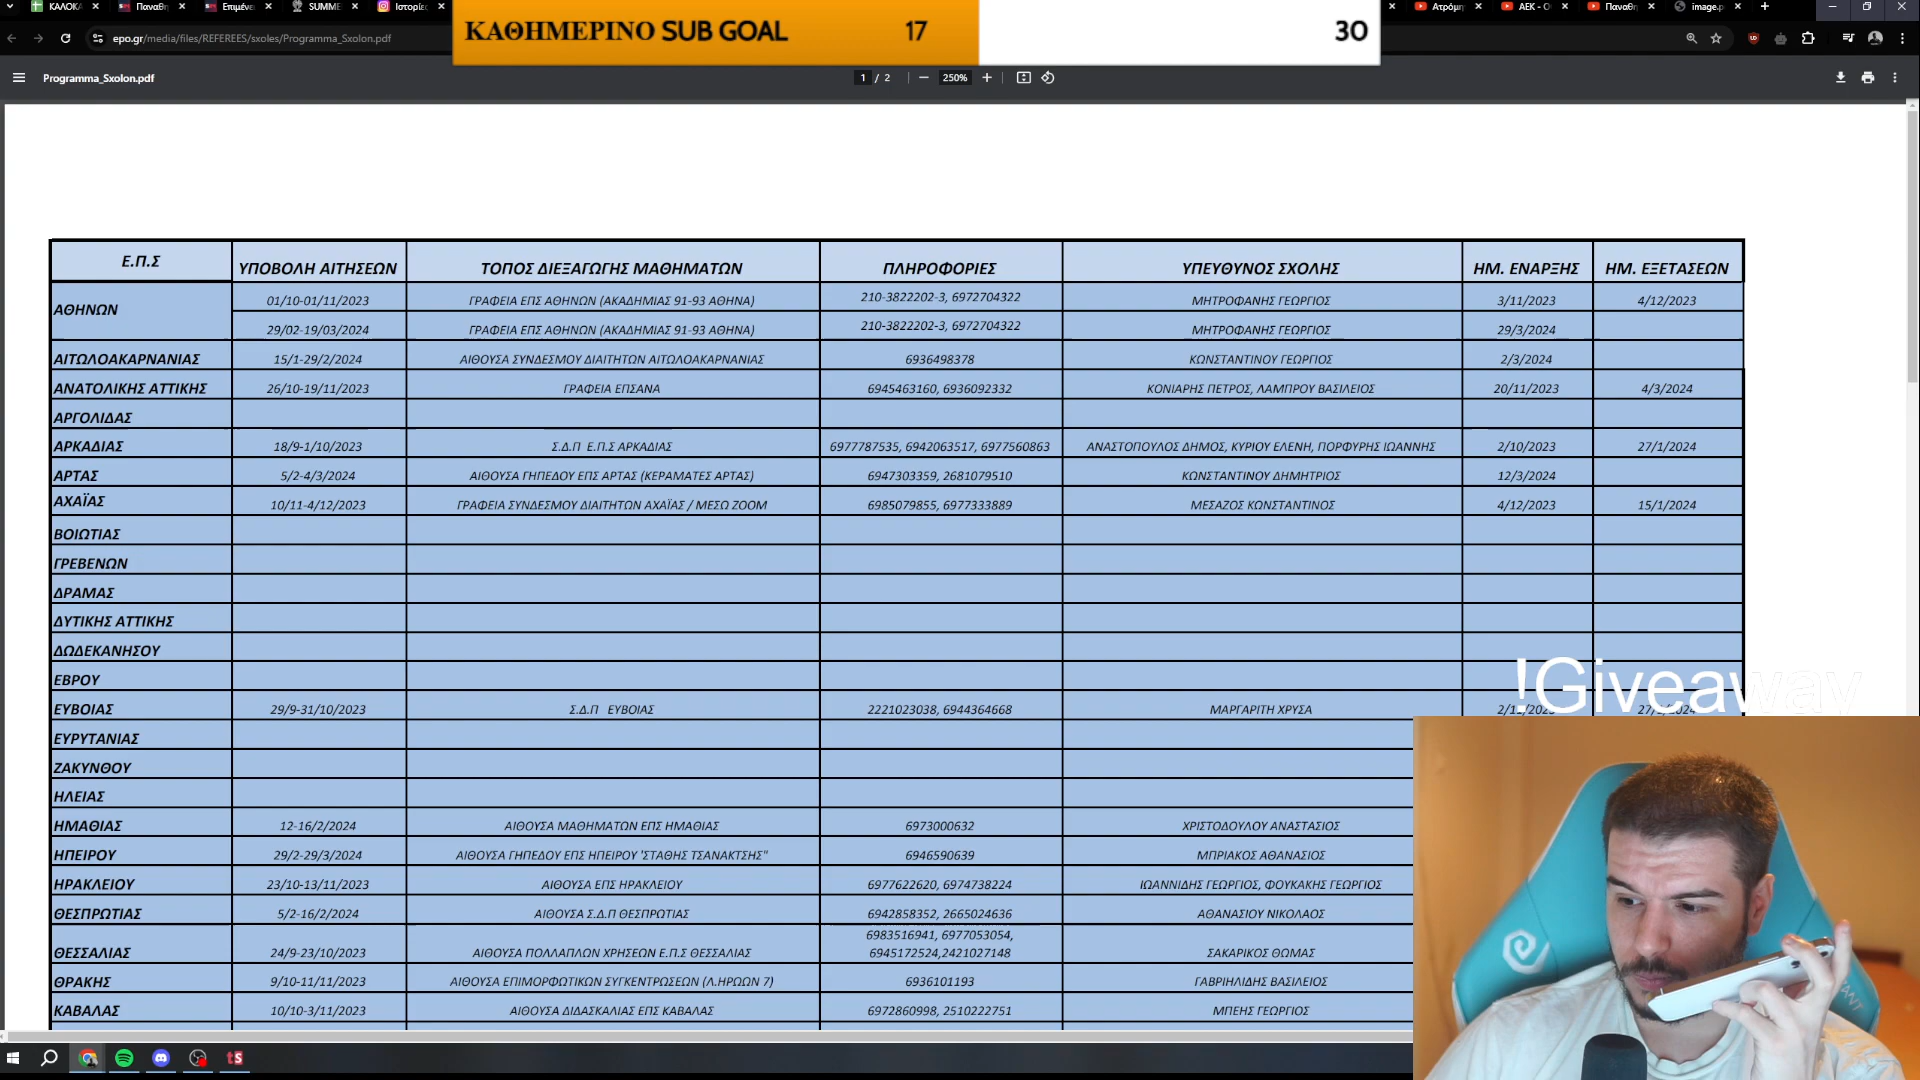 ΚΑΛΟΚΑ
Παναθη
Επιμένει
SUMME
Ιστορίες
Ατρόμη
ΑΕΚ - Ο
Παναθη
image.p
epo.gr/media/files/REFEREES/sxoles/Programma_Sxolon.pdf
ΚΑΘΗΜΕΡΙΝΟ SUB GOAL 17 30
Programma_Sxolon.pdf
1 / 2
250%
Ε.Π.Σ ΥΠΟΒΟΛΗ ΑΙΤΗΣΕΩΝ ΤΟΠΟΣ ΔΙΕΞΑΓΩΓΗΣ ΜΑΘΗΜΑΤΩΝ ΠΛΗΡΟΦΟΡΙΕΣ ΥΠΕΥΘΥΝΟΣ ΣΧΟΛΗΣ ΗΜ. ΕΝΑΡΞΗΣ ΗΜ. ΕΞΕΤΑΣΕΩΝ
ΑΘΗΝΩΝ 01/10-01/11/2023 ΓΡΑΦΕΙΑ ΕΠΣ ΑΘΗΝΩΝ (ΑΚΑΔΗΜΙΑΣ 91-93 ΑΘΗΝΑ) 210-3822202-3, 6972704322 ΜΗΤΡΟΦΑΝΗΣ ΓΕΩΡΓΙΟΣ 3/11/2023 4/12/2023
29/02-19/03/2024 ΓΡΑΦΕΙΑ ΕΠΣ ΑΘΗΝΩΝ (ΑΚΑΔΗΜΙΑΣ 91-93 ΑΘΗΝΑ) 210-3822202-3, 6972704322 ΜΗΤΡΟΦΑΝΗΣ ΓΕΩΡΓΙΟΣ 29/3/2024
ΑΙΤΩΛΟΑΚΑΡΝΑΝΙΑΣ 15/1-29/2/2024 ΑΙΘΟΥΣΑ ΣΥΝΔΕΣΜΟΥ ΔΙΑΙΤΗΤΩΝ ΑΙΤΩΛΟΑΚΑΡΝΑΝΙΑΣ 6936498378 ΚΩΝΣΤΑΝΤΙΝΟΥ ΓΕΩΡΓΙΟΣ 2/3/2024
ΑΝΑΤΟΛΙΚΗΣ ΑΤΤΙΚΗΣ 26/10-19/11/2023 ΓΡΑΦΕΙΑ ΕΠΣΑΝΑ 6945463160, 6936092332 ΚΟΝΙΑΡΗΣ ΠΕΤΡΟΣ, ΛΑΜΠΡΟΥ ΒΑΣΙΛΕΙΟΣ 20/11/2023 4/3/2024
ΑΡΓΟΛΙΔΑΣ
ΑΡΚΑΔΙΑΣ 18/9-1/10/2023 Σ.Δ.Π Ε.Π.Σ ΑΡΚΑΔΙΑΣ 6977787535, 6942063517, 6977560863 ΑΝΑΣΤΟΠΟΥΛΟΣ ΔΗΜΟΣ, ΚΥΡΙΟΥ ΕΛΕΝΗ, ΠΟΡΦΥΡΗΣ ΙΩΑΝΝΗΣ 2/10/2023 27/1/2024
ΑΡΤΑΣ 5/2-4/3/2024 ΑΙΘΟΥΣΑ ΓΗΠΕΔΟΥ ΕΠΣ ΑΡΤΑΣ (ΚΕΡΑΜΑΤΕΣ ΑΡΤΑΣ) 6947303359, 2681079510 ΚΩΝΣΤΑΝΤΙΝΟΥ ΔΗΜΗΤΡΙΟΣ 12/3/2024
ΑΧΑΪΑΣ 10/11-4/12/2023 ΓΡΑΦΕΙΑ ΣΥΝΔΕΣΜΟΥ ΔΙΑΙΤΗΤΩΝ ΑΧΑΪΑΣ / ΜΕΣΩ ZOOM 6985079855, 6977333889 ΜΕΣΑΖΟΣ ΚΩΝΣΤΑΝΤΙΝΟΣ 4/12/2023 15/1/2024
ΒΟΙΩΤΙΑΣ
ΓΡΕΒΕΝΩΝ
ΔΡΑΜΑΣ
ΔΥΤΙΚΗΣ ΑΤΤΙΚΗΣ
ΔΩΔΕΚΑΝΗΣΟΥ
ΕΒΡΟΥ
!Giveaway
ΕΥΒΟΙΑΣ 29/9-31/10/2023 Σ.Δ.Π ΕΥΒΟΙΑΣ 2221023038, 6944364668 ΜΑΡΓΑΡΙΤΗ ΧΡΥΣΑ
ΕΥΡΥΤΑΝΙΑΣ
ΖΑΚΥΝΘΟΥ
ΗΛΕΙΑΣ
ΗΜΑΘΙΑΣ 12-16/2/2024 ΑΙΘΟΥΣΑ ΜΑΘΗΜΑΤΩΝ ΕΠΣ ΗΜΑΘΙΑΣ 6973000632 ΧΡΙΣΤΟΔΟΥΛΟΥ ΑΝΑΣΤΑΣΙΟΣ
ΗΠΕΙΡΟΥ 29/2-29/3/2024 ΑΙΘΟΥΣΑ ΓΗΠΕΔΟΥ ΕΠΣ ΗΠΕΙΡΟΥ 'ΣΤΑΘΗΣ ΤΣΑΝΑΚΤΣΗΣ" 6946590639 ΜΠΡΙΑΚΟΣ ΑΘΑΝΑΣΙΟΣ
ΗΡΑΚΛΕΙΟΥ 23/10-13/11/2023 ΑΙΘΟΥΣΑ ΕΠΣ ΗΡΑΚΛΕΙΟΥ 6977622620, 6974738224 ΙΩΑΝΝΙΔΗΣ ΓΕΩΡΓΙΟΣ, ΦΟΥΚΑΚΗΣ ΓΕΩΡΓΙΟΣ
ΘΕΣΠΡΩΤΙΑΣ 5/2-16/2/2024 ΑΙΘΟΥΣΑ Σ.Δ.Π ΘΕΣΠΡΩΤΙΑΣ 6942858352, 2665024636 ΑΘΑΝΑΣΙΟΥ ΝΙΚΟΛΑΟΣ
ΘΕΣΣΑΛΙΑΣ 24/9-23/10/2023 ΑΙΘΟΥΣΑ ΠΟΛΛΑΠΛΩΝ ΧΡΗΣΕΩΝ Ε.Π.Σ ΘΕΣΣΑΛΙΑΣ 6983516941, 6977053054, 6945172524,2421027148 ΣΑΚΑΡΙΚΟΣ ΘΩΜΑΣ
ΘΡΑΚΗΣ 9/10-11/11/2023 ΑΙΘΟΥΣΑ ΕΠΙΜΟΡΦΩΤΙΚΩΝ ΣΥΓΚΕΝΤΡΩΣΕΩΝ (Λ.ΗΡΩΩΝ 7) 6936101193 ΓΑΒΡΙΗΛΙΔΗΣ ΒΑΣΙΛΕΙΟΣ
ΚΑΒΑΛΑΣ 10/10-3/11/2023 ΑΙΘΟΥΣΑ ΔΙΔΑΣΚΑΛΙΑΣ ΕΠΣ ΚΑΒΑΛΑΣ 6972860998, 2510222751 ΜΠΕΗΣ ΓΕΩΡΓΙΟΣ